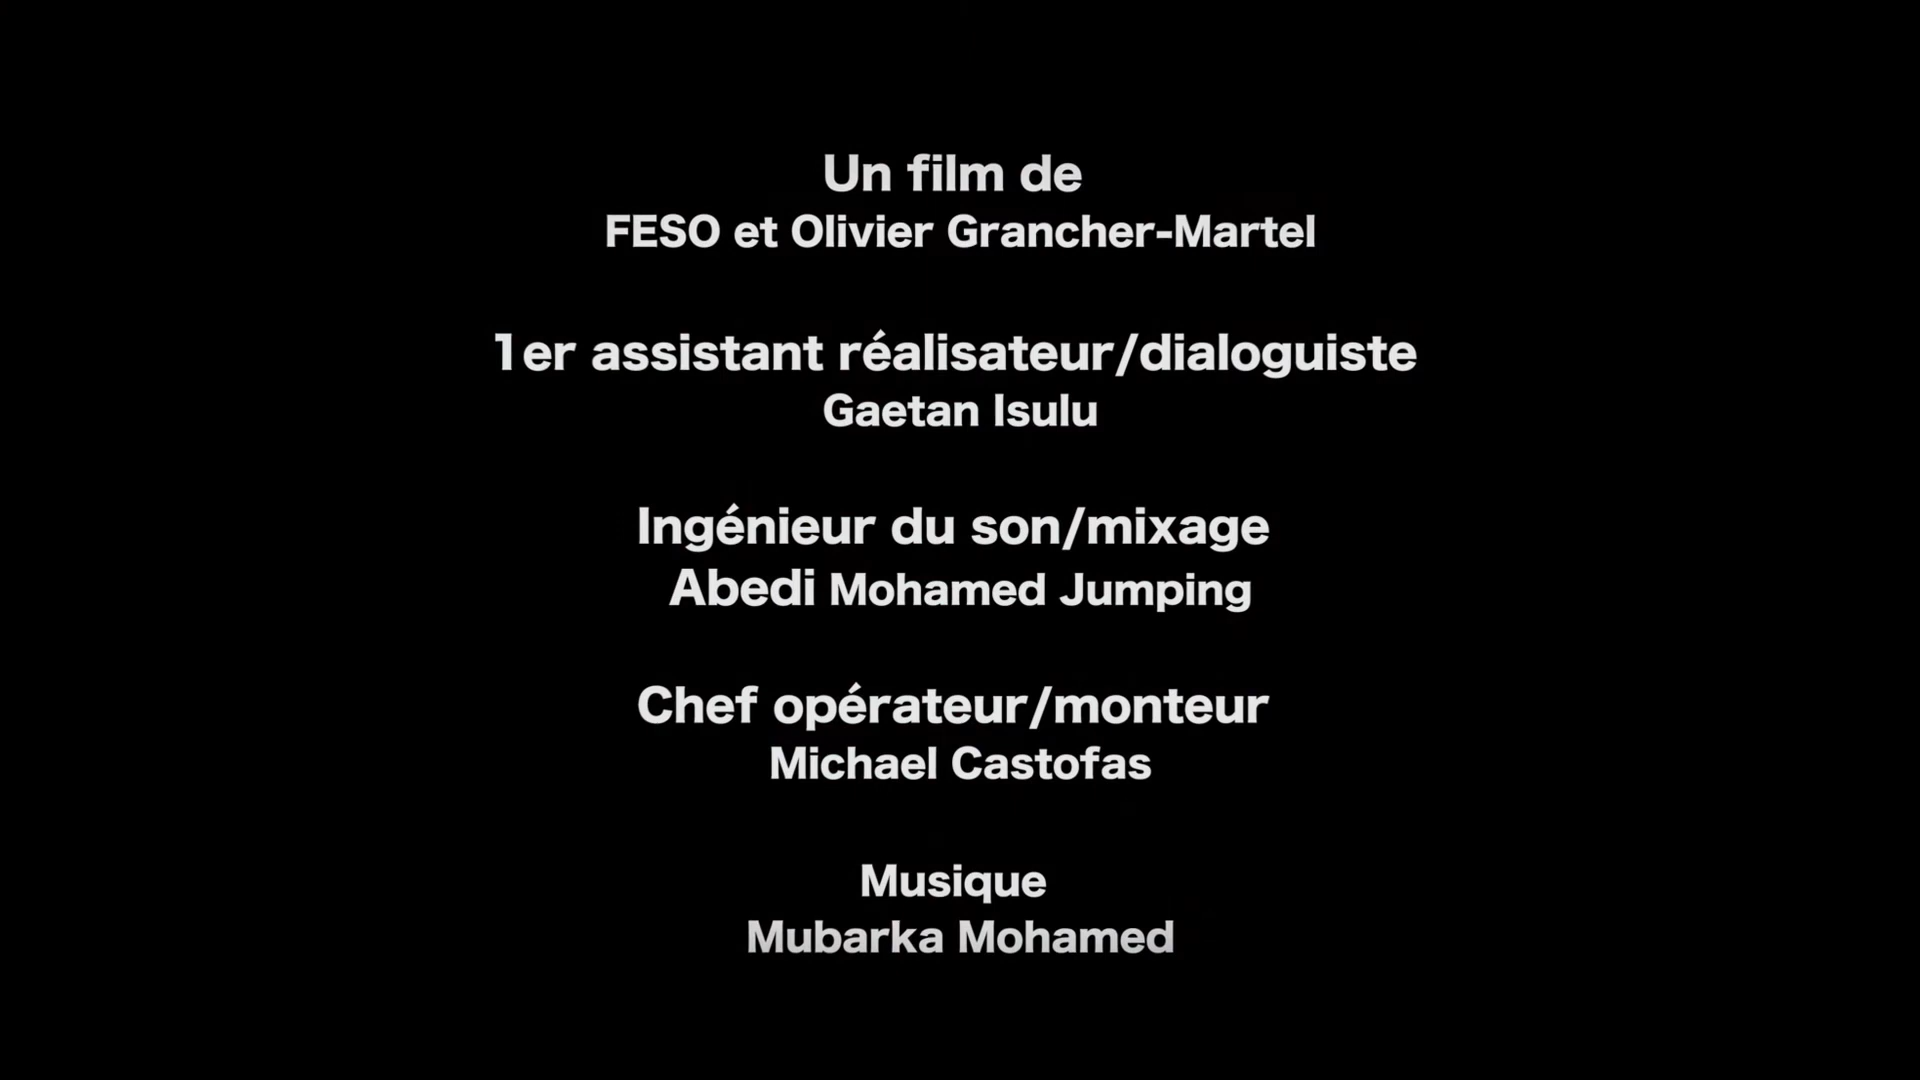 Un film de
FESO et Olivier Grancher-Martel
1er assistant réalisateur/dialoguiste
Gaetan Isulu
Ingénieur du son/mixage
Abedi Mohamed Jumping
Chef opérateur/monteur
Michael Castofas
Musique
Mubarka Mohamed